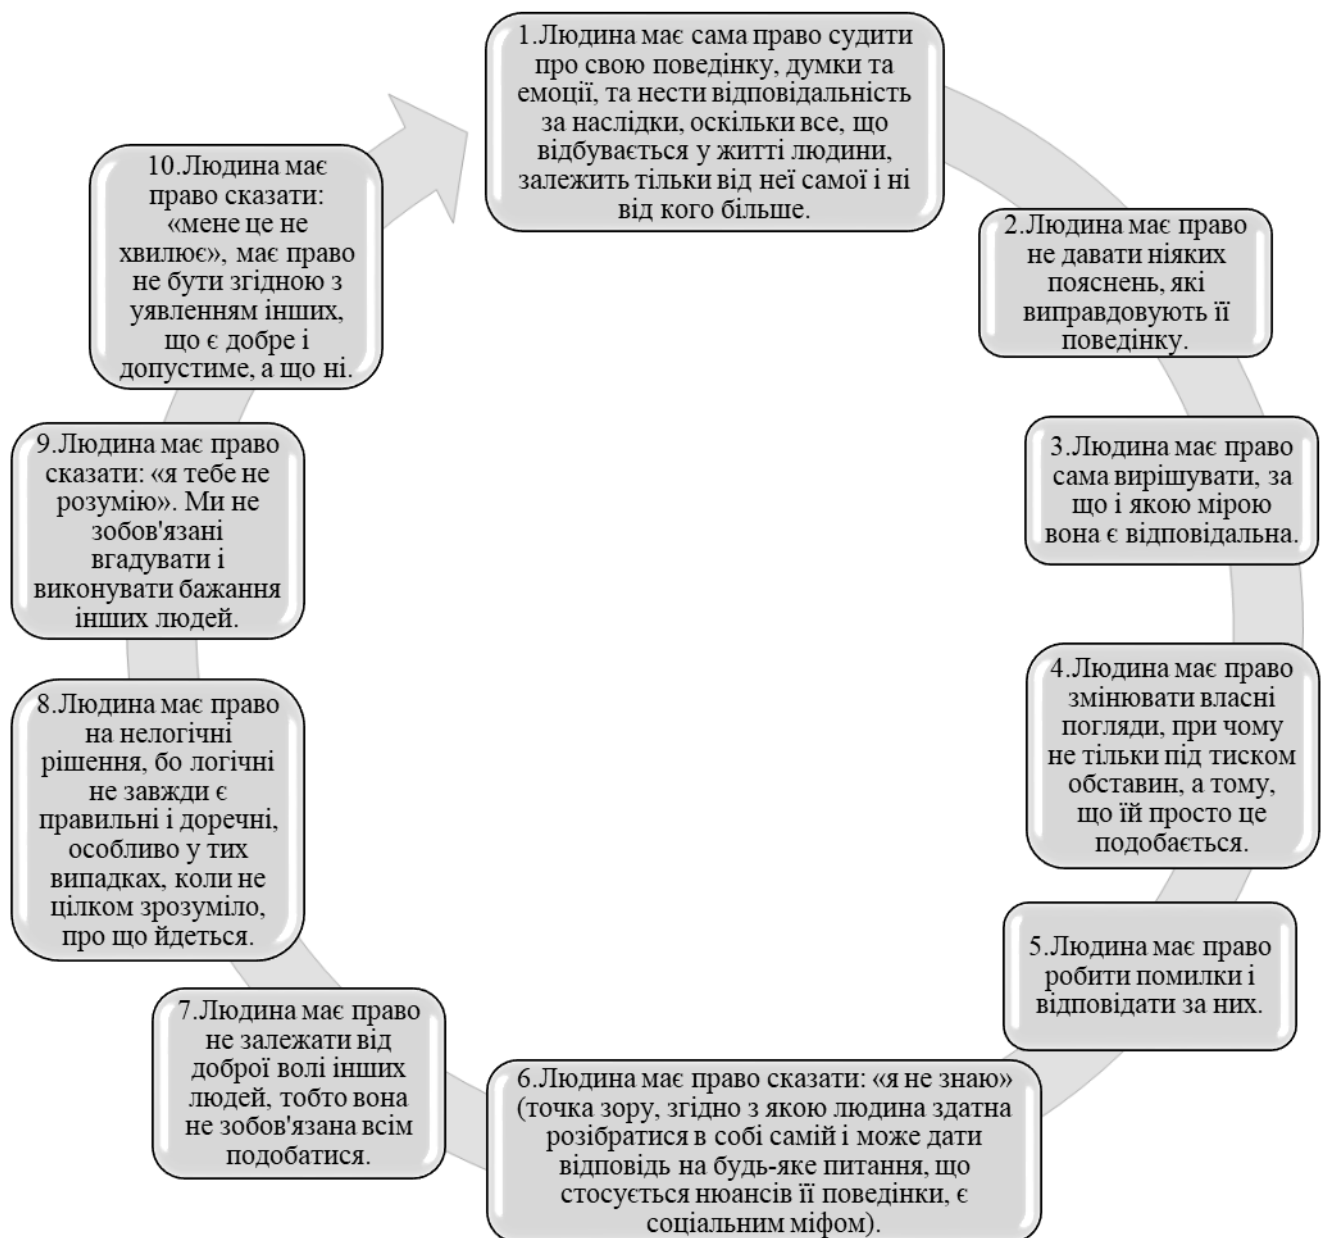 1.Людина має сама право судити
про свою поведінку, думки та
емоції, та нести відповідальність
за наслідки, оскільки все, що
відбувається у житті людини,
залежить тільки від неї самої і ні
від кого більше.
2.Людина має право
не давати ніяких
пояснень, які
виправдовують її
поведінку.
3.Людина має право
сама вирішувати, за
що і якою мірою
вона є відповідальна.
4.Людина має право
змінювати власні
погляди, при чому
не тільки під тиском
обставин, а тому,
що їй просто це
подобається.
5.Людина має право
робити помилки і
відповідати за них.
6.Людина має право сказати: «я не знаю»
(точка зору, згідно з якою людина здатна
розібратися в собі самій і може дати
відповідь на будь-яке питання, що
стосується нюансів її поведінки, є
соціальним міфом).
7.Людина має право
не залежати від
доброї волі інших
людей, тобто вона
не зобов'язана всім
подобатися.
8.Людина має право
на нелогічні
рішення, бо логічні
не завжди є
правильні і доречні,
особливо у тих
випадках, коли не
цілком зрозуміло,
про що йдеться.
9.Людина має право
сказати: «я тебе не
розумію». Ми не
зобов'язані
вгадувати і
виконувати бажання
інших людей.
10.Людина має
право сказати:
«мене це не
хвилює», має право
не бути згідною з
уявленням інших,
що є добре і
допустиме, а що ні.